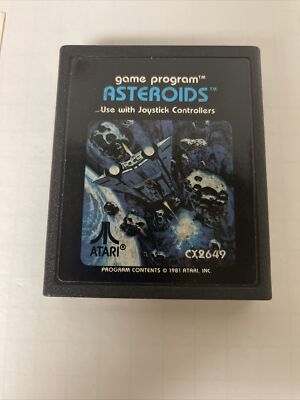 game program™
ASTEROIDS™
...Use with Joystick Controllers
ATARI®
CX2649
PROGRAM CONTENTS © 1981 ATARI, INC.